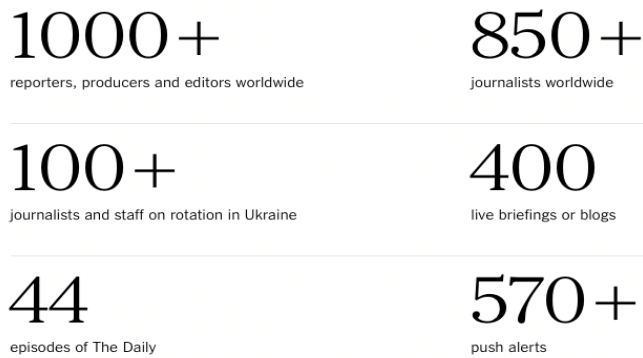 1000+
reporters, producers and editors worldwide
850+
journalists worldwide
100+
journalists and staff on rotation in Ukraine
400
live briefings or blogs
44
episodes of The Daily
570+
push alerts